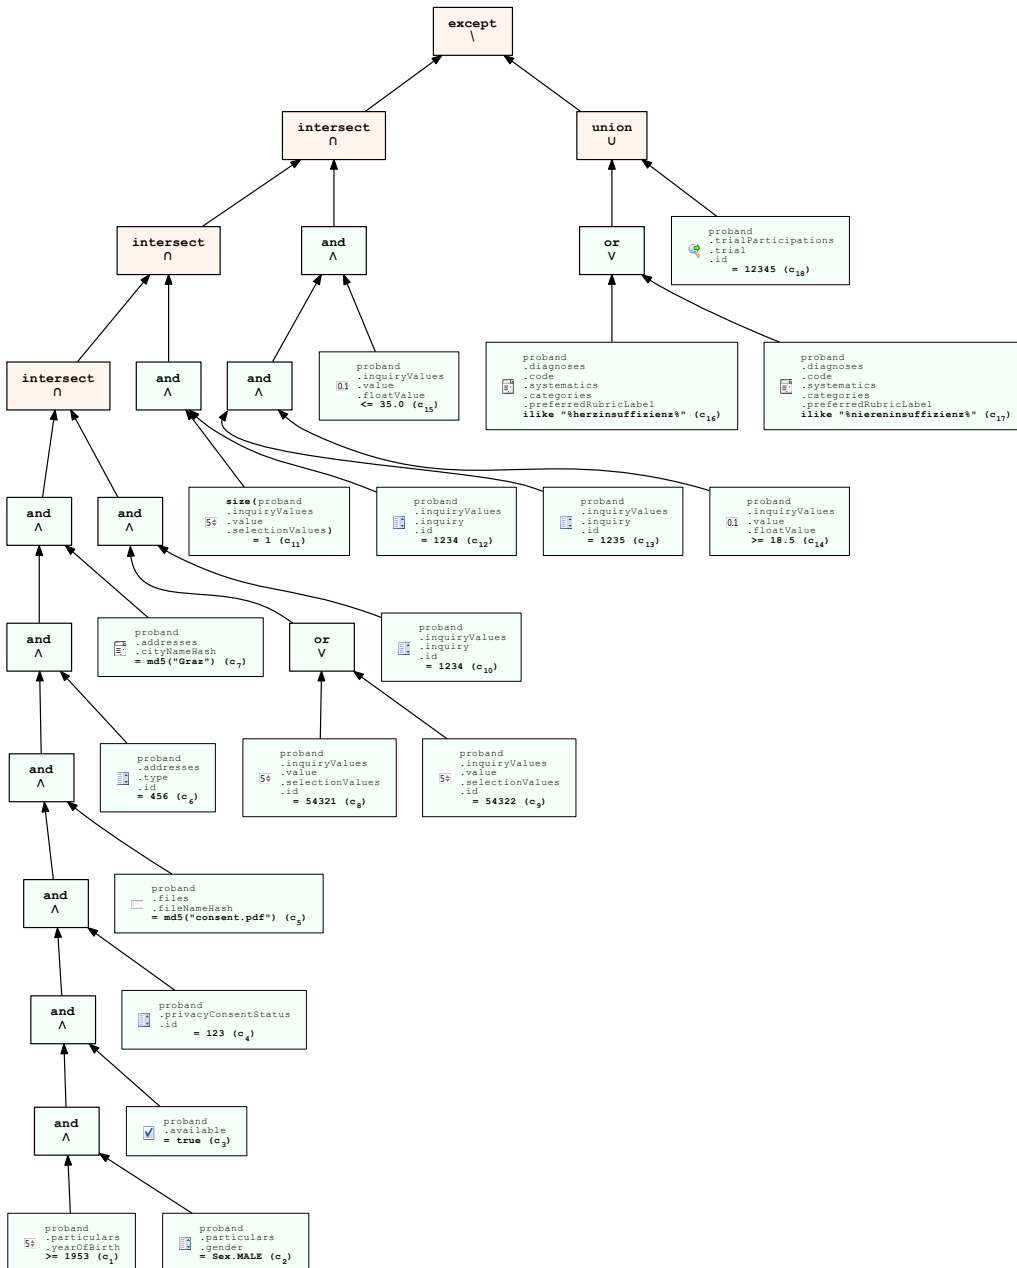 except
\
intersect
∩
union
∪
intersect
∩
and
∧
or
∨
proband
.trialParticipations
.trial
.id
= 12345 (c18)
intersect
∩
and
∧
and
∧
proband
.inquiryValues
.value
.floatValue
<= 35.0 (c15)
proband
.diagnoses
.code
.systematics
.categories
.preferredRubricLabel
ilike "%herzinsuffizienz%" (c16)
proband
.diagnoses
.code
.systematics
.categories
.preferredRubricLabel
ilike "%niereninsuffizienz%" (c17)
and
∧
and
∧
size(proband
.inquiryValues
.value
.selectionValues)
= 1 (c11)
proband
.inquiryValues
.inquiry
.id
= 1234 (c12)
proband
.inquiryValues
.inquiry
.id
= 1235 (c13)
proband
.inquiryValues
.value
.floatValue
>= 18.5 (c14)
and
∧
proband
.addresses
.cityNameHash
= md5("Graz") (c7)
or
∨
proband
.inquiryValues
.inquiry
.id
= 1234 (c10)
and
∧
proband
.addresses
.type
.id
= 456 (c6)
proband
.inquiryValues
.value
.selectionValues
.id
= 54321 (c8)
proband
.inquiryValues
.value
.selectionValues
.id
= 54322 (c9)
and
∧
proband
.files
.fileNameHash
= md5("consent.pdf") (c5)
and
∧
proband
.privacyConsentStatus
.id
= 123 (c4)
and
∧
proband
.available
= true (c3)
proband
.particulars
.yearOfBirth
>= 1953 (c1)
proband
.particulars
.gender
= Sex.MALE (c2)